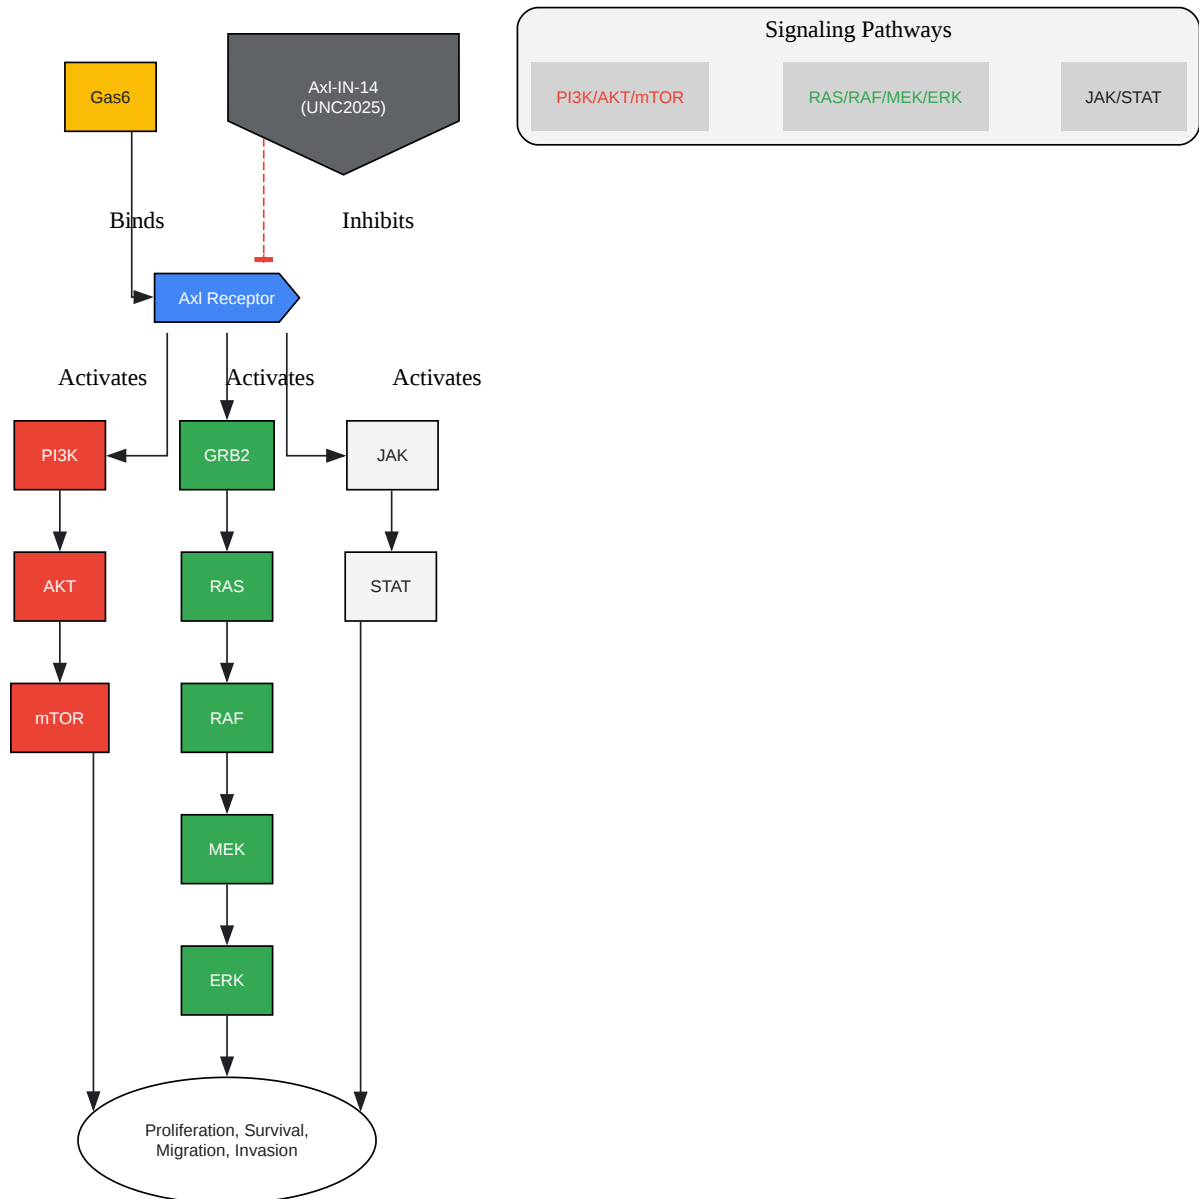 Signaling Pathways
Gas6
Axl-IN-14
(UNC2025)
PI3K/AKT/mTOR
RAS/RAF/MEK/ERK
JAK/STAT
Binds
Inhibits
Axl Receptor
Activates
Activates
Activates
PI3K
GRB2
JAK
AKT
RAS
STAT
mTOR
RAF
MEK
ERK
Proliferation, Survival,
Migration, Invasion